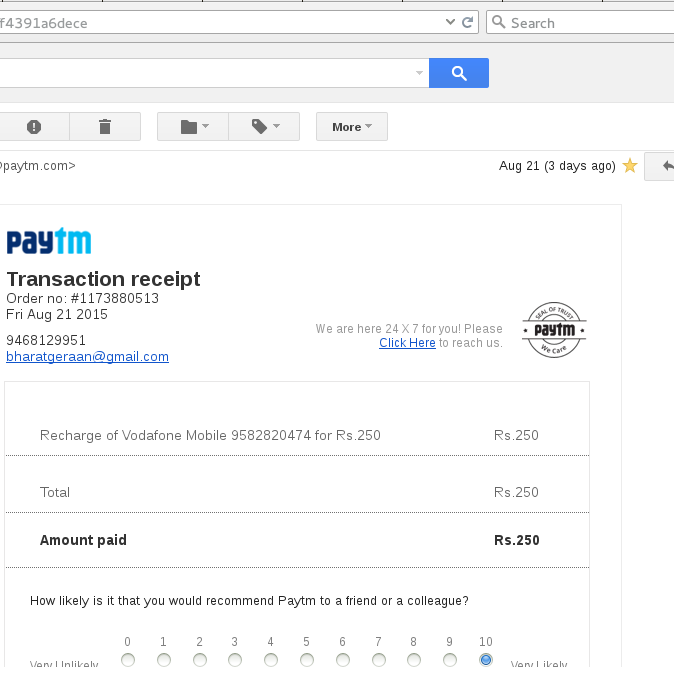 f4391a6dece
Search
More
@paytm.com>
Aug 21 (3 days ago)
paytm
Transaction receipt
Order no: #1173880513
Fri Aug 21 2015
9468129951
bharatgeraan@gmail.com
We are here 24 X 7 for you! Please
Click Here to reach us.
SEAL OF TRUST
paytm
We Care
Recharge of Vodafone Mobile 9582820474 for Rs.250 Rs.250
Total Rs.250
Amount paid Rs.250
How likely is it that you would recommend Paytm to a friend or a colleague?
0 1 2 3 4 5 6 7 8 9 10
Very Unlikely Very Likely